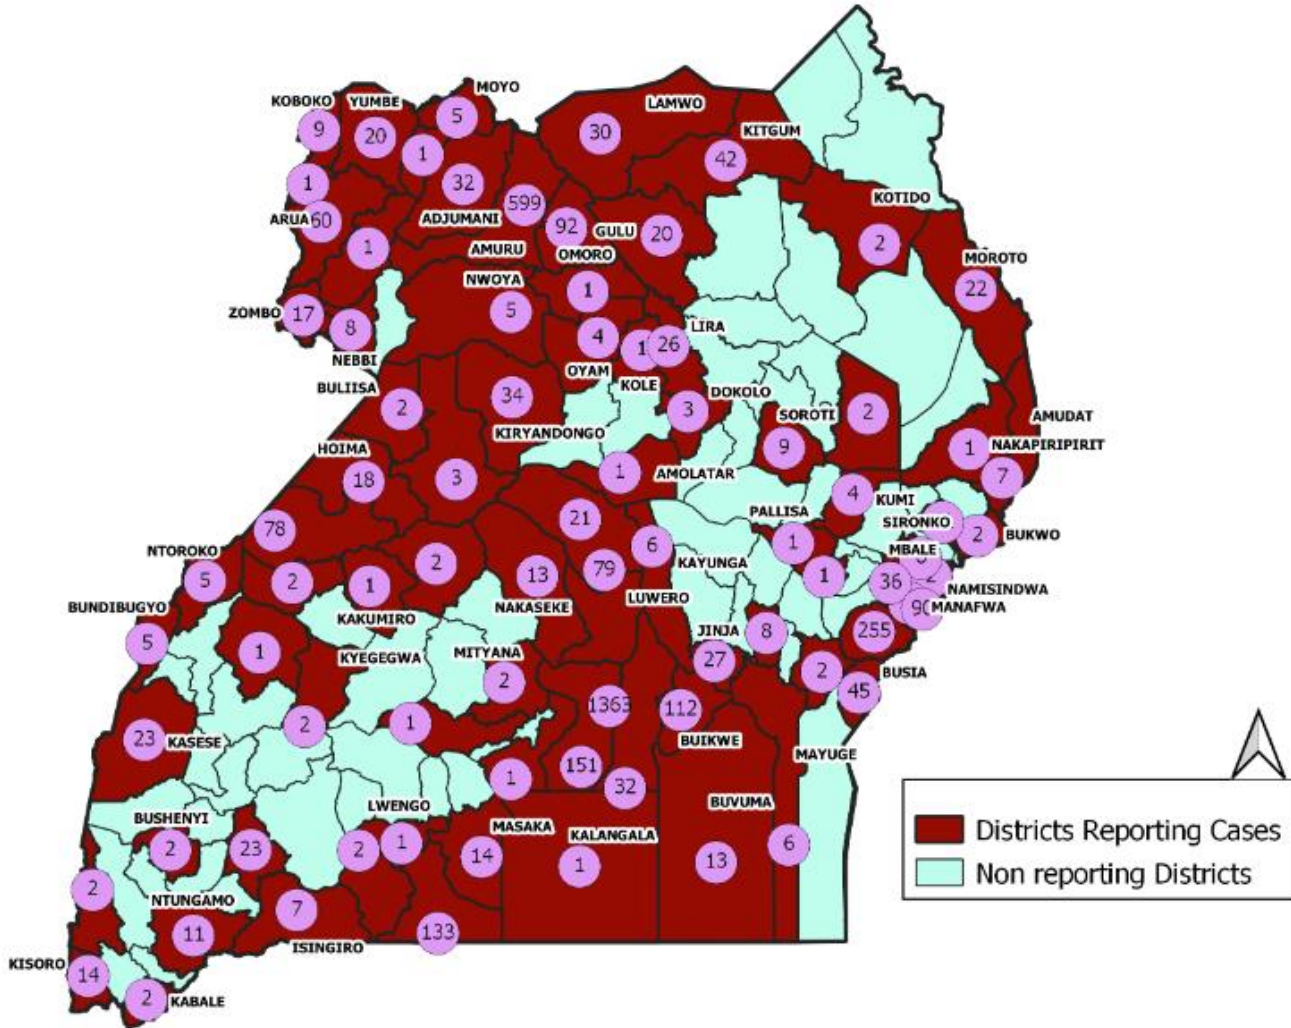 MOYO
KOBOKO YUMBE
LAMWO
5
9
20
30
KITGUM
1
42
1
32
599
KOTIDO
ARUA 60
ADJUMANI
92
GULU
20
2
1
AMURU
OMORO
MOROTO
NWOYA
1
22
ZOMBO
17
8
5
4
LIRA
1
26
NEBBI
OYAM
KOLE
BULIISA
34
DOKOLO
2
3
SOROTI
2
AMUDAT
KIRYANDONGO
HOIMA
9
1
NAKAPIRIPIRIT
18
3
1
AMOLATAR
7
4
KUMI
21
PALLISA
SIRONKO
78
2
BUKWO
NTOROKO
2
6
1
MBALE
KAYUNGA
5
2
1
13
79
1
36
2
NAMISINDWA
BUNDIBUGYO
NAKASEKE
LUWERO
90
MANAFWA
KAKUMIRO
5
JINJA
8
255
1
KYEGEGWA
MITYANA
27
2
BUSIA
2
45
1363
112
2
1
23
KASESE
BUIKWE
MAYUGE
151
1
32
BUVUMA
LWENGO
BUSHENYI
MASAKA
KALANGALA
Districts Reporting Cases
2
23
2
1
14
1
13
6
Non reporting Districts
2
NTUNGAMO
7
11
133
ISINGIRO
KISORO
14
2
KABALE